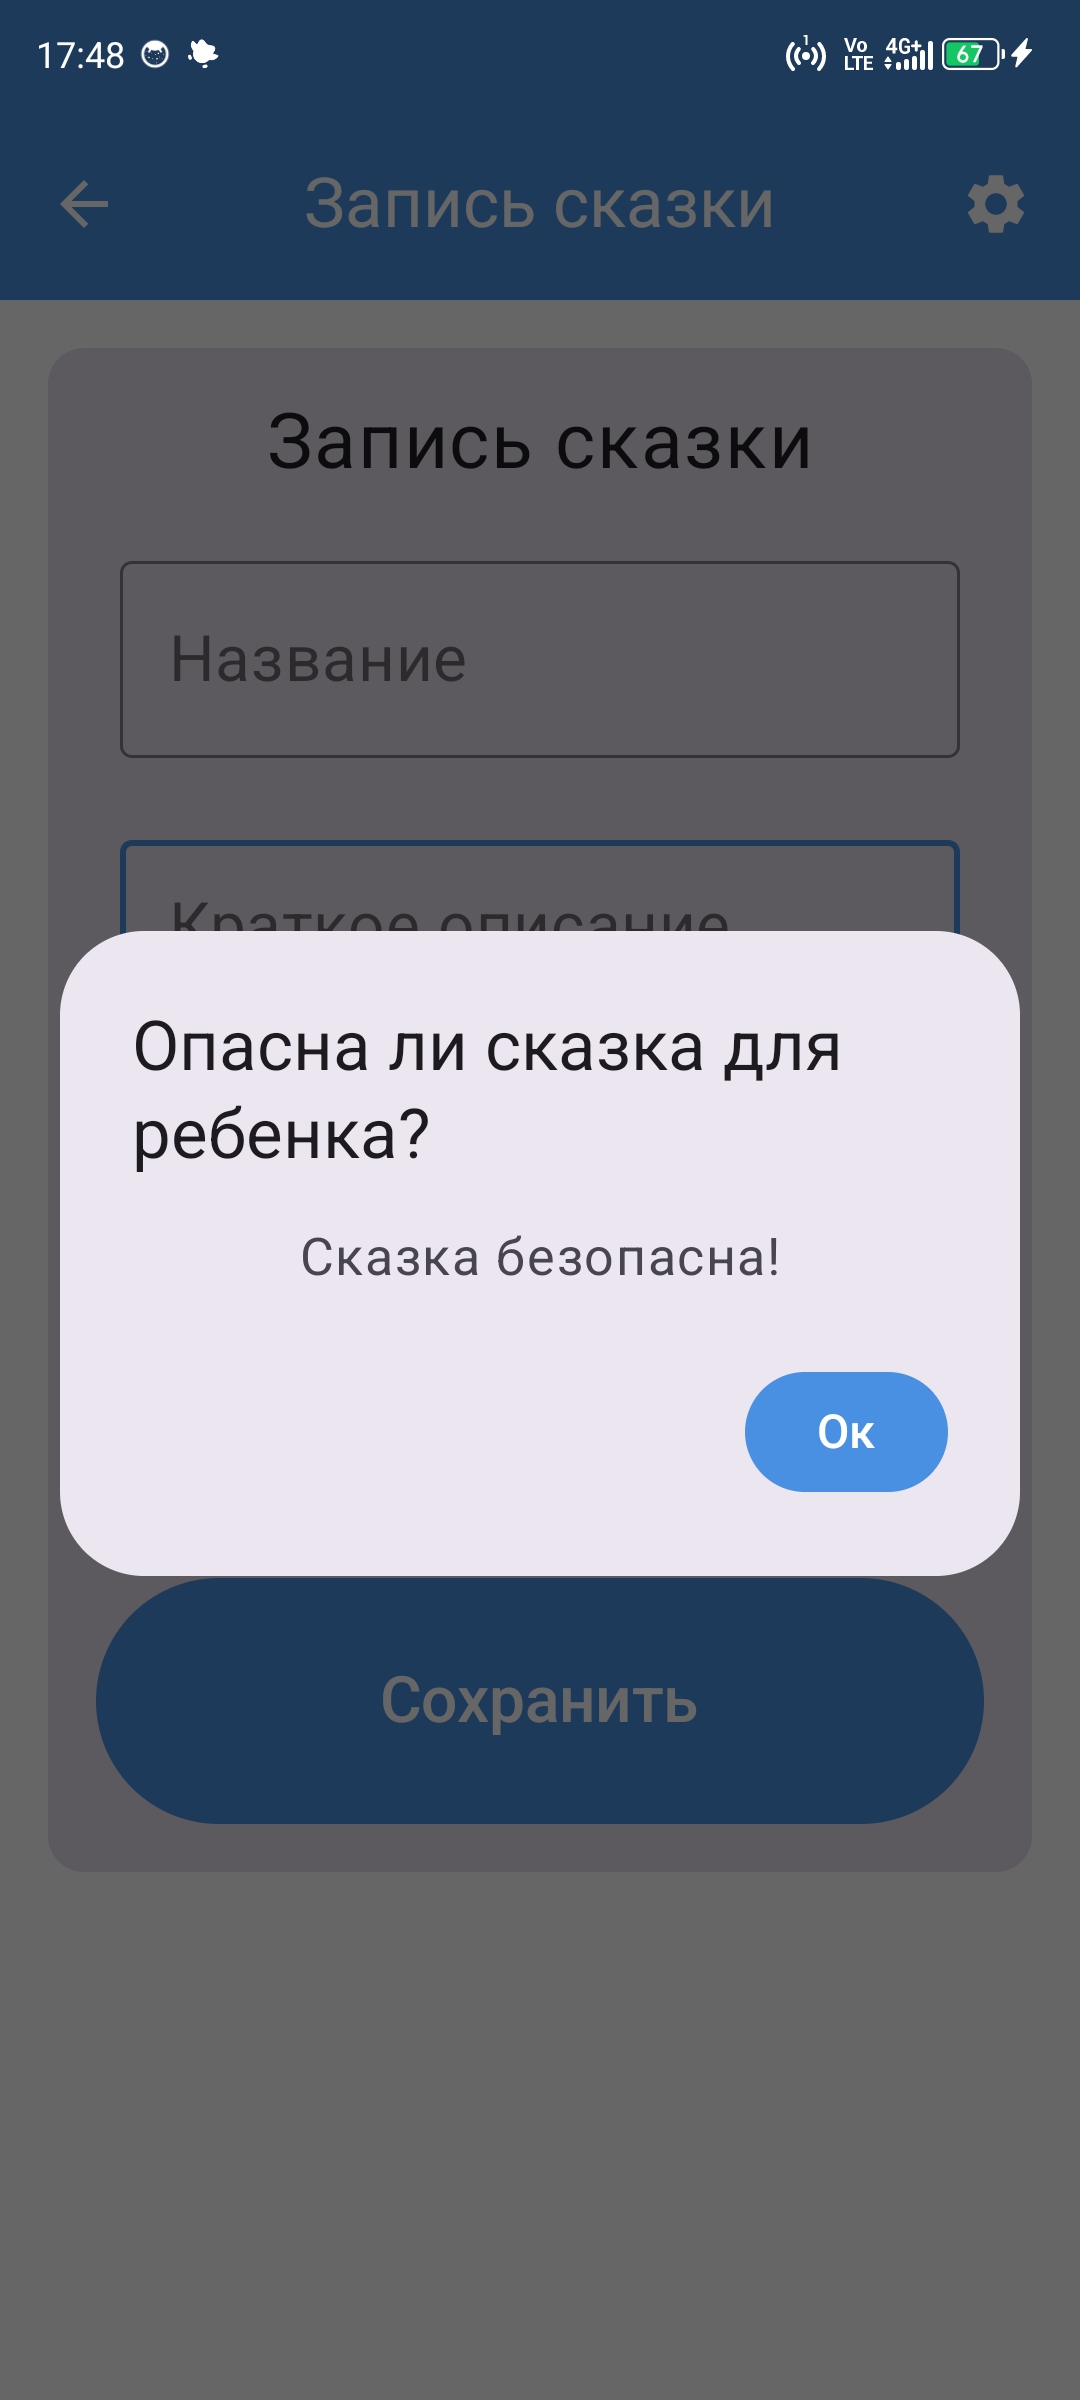 17:48
1
Vo
LTE
4G+
67
Запись сказки
Запись сказки
Название
Краткое описание
Опасна ли сказка для
ребенка?
Сказка безопасна!
Ок
Сохранить